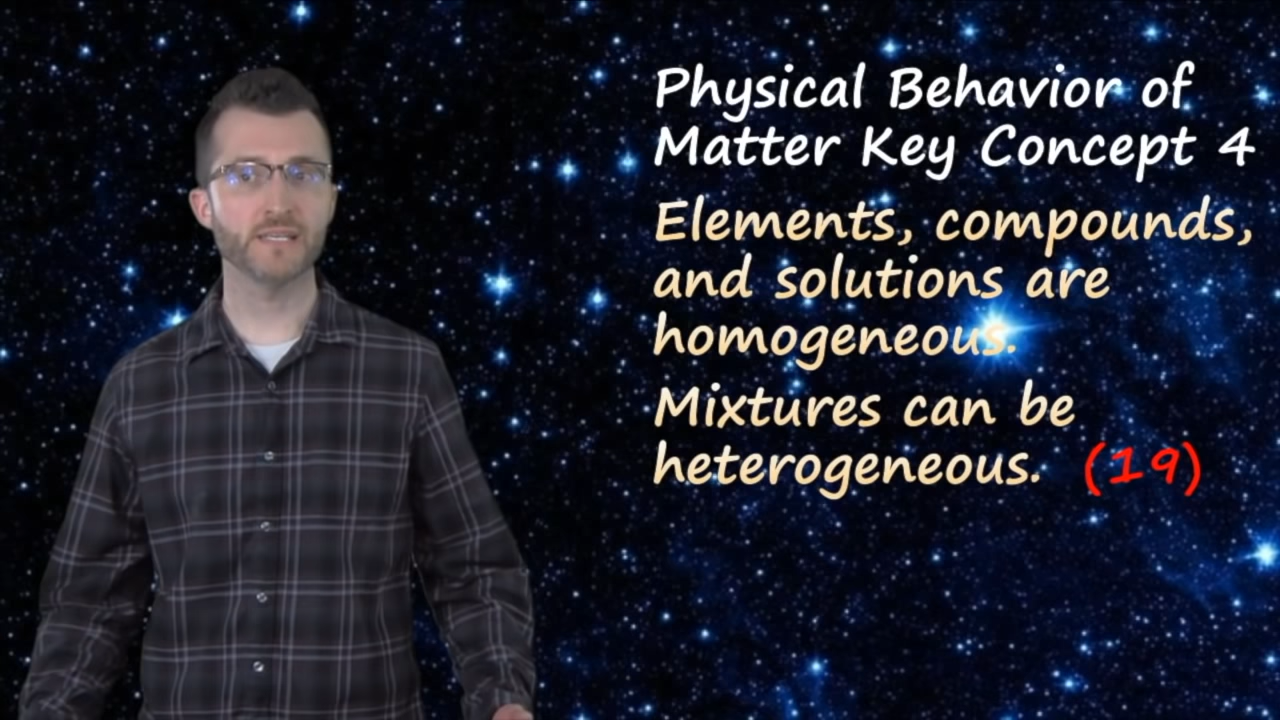 Physical Behavior of
Matter Key Concept 4
Elements, compounds,
and solutions are
homogeneous.
Mixtures can be
heterogeneous. (19)